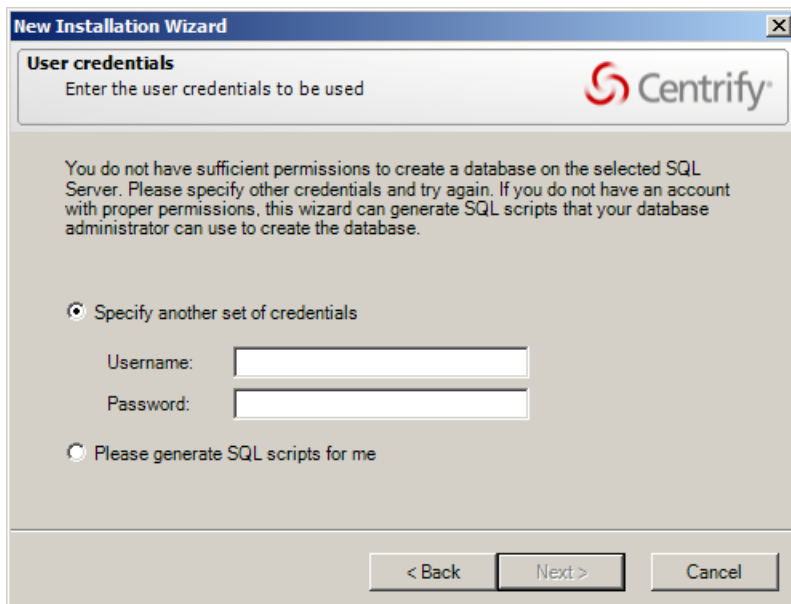 New Installation Wizard
User credentials
Enter the user credentials to be used
Centrify
You do not have sufficient permissions to create a database on the selected SQL
Server. Please specify other credentials and try again. If you do not have an account
with proper permissions, this wizard can generate SQL scripts that your database
administrator can use to create the database.
Specify another set of credentials
Username:
Password:
Please generate SQL scripts for me
< Back
Next >
Cancel